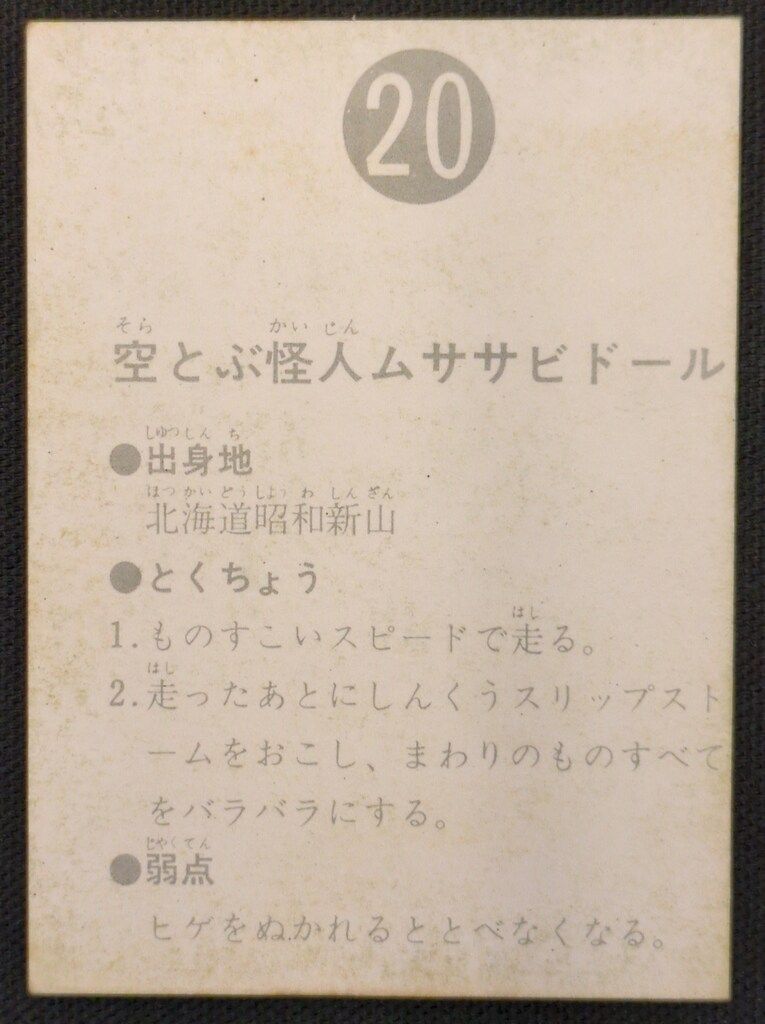 20
そら かいじん
空とぶ怪人ムササビドール
しゆつしんち
●出身地
ほつかいどうしようわしんざん
北海道昭和新山
●とくちょう
はし
1.ものすこいスピードで走る。
はし
2.走ったあとにしんくうスリップスト
ームをおこし、まわりのものすべて
をバラバラにする。
じやくてん
●弱点
ヒゲをぬかれるととべなくなる。